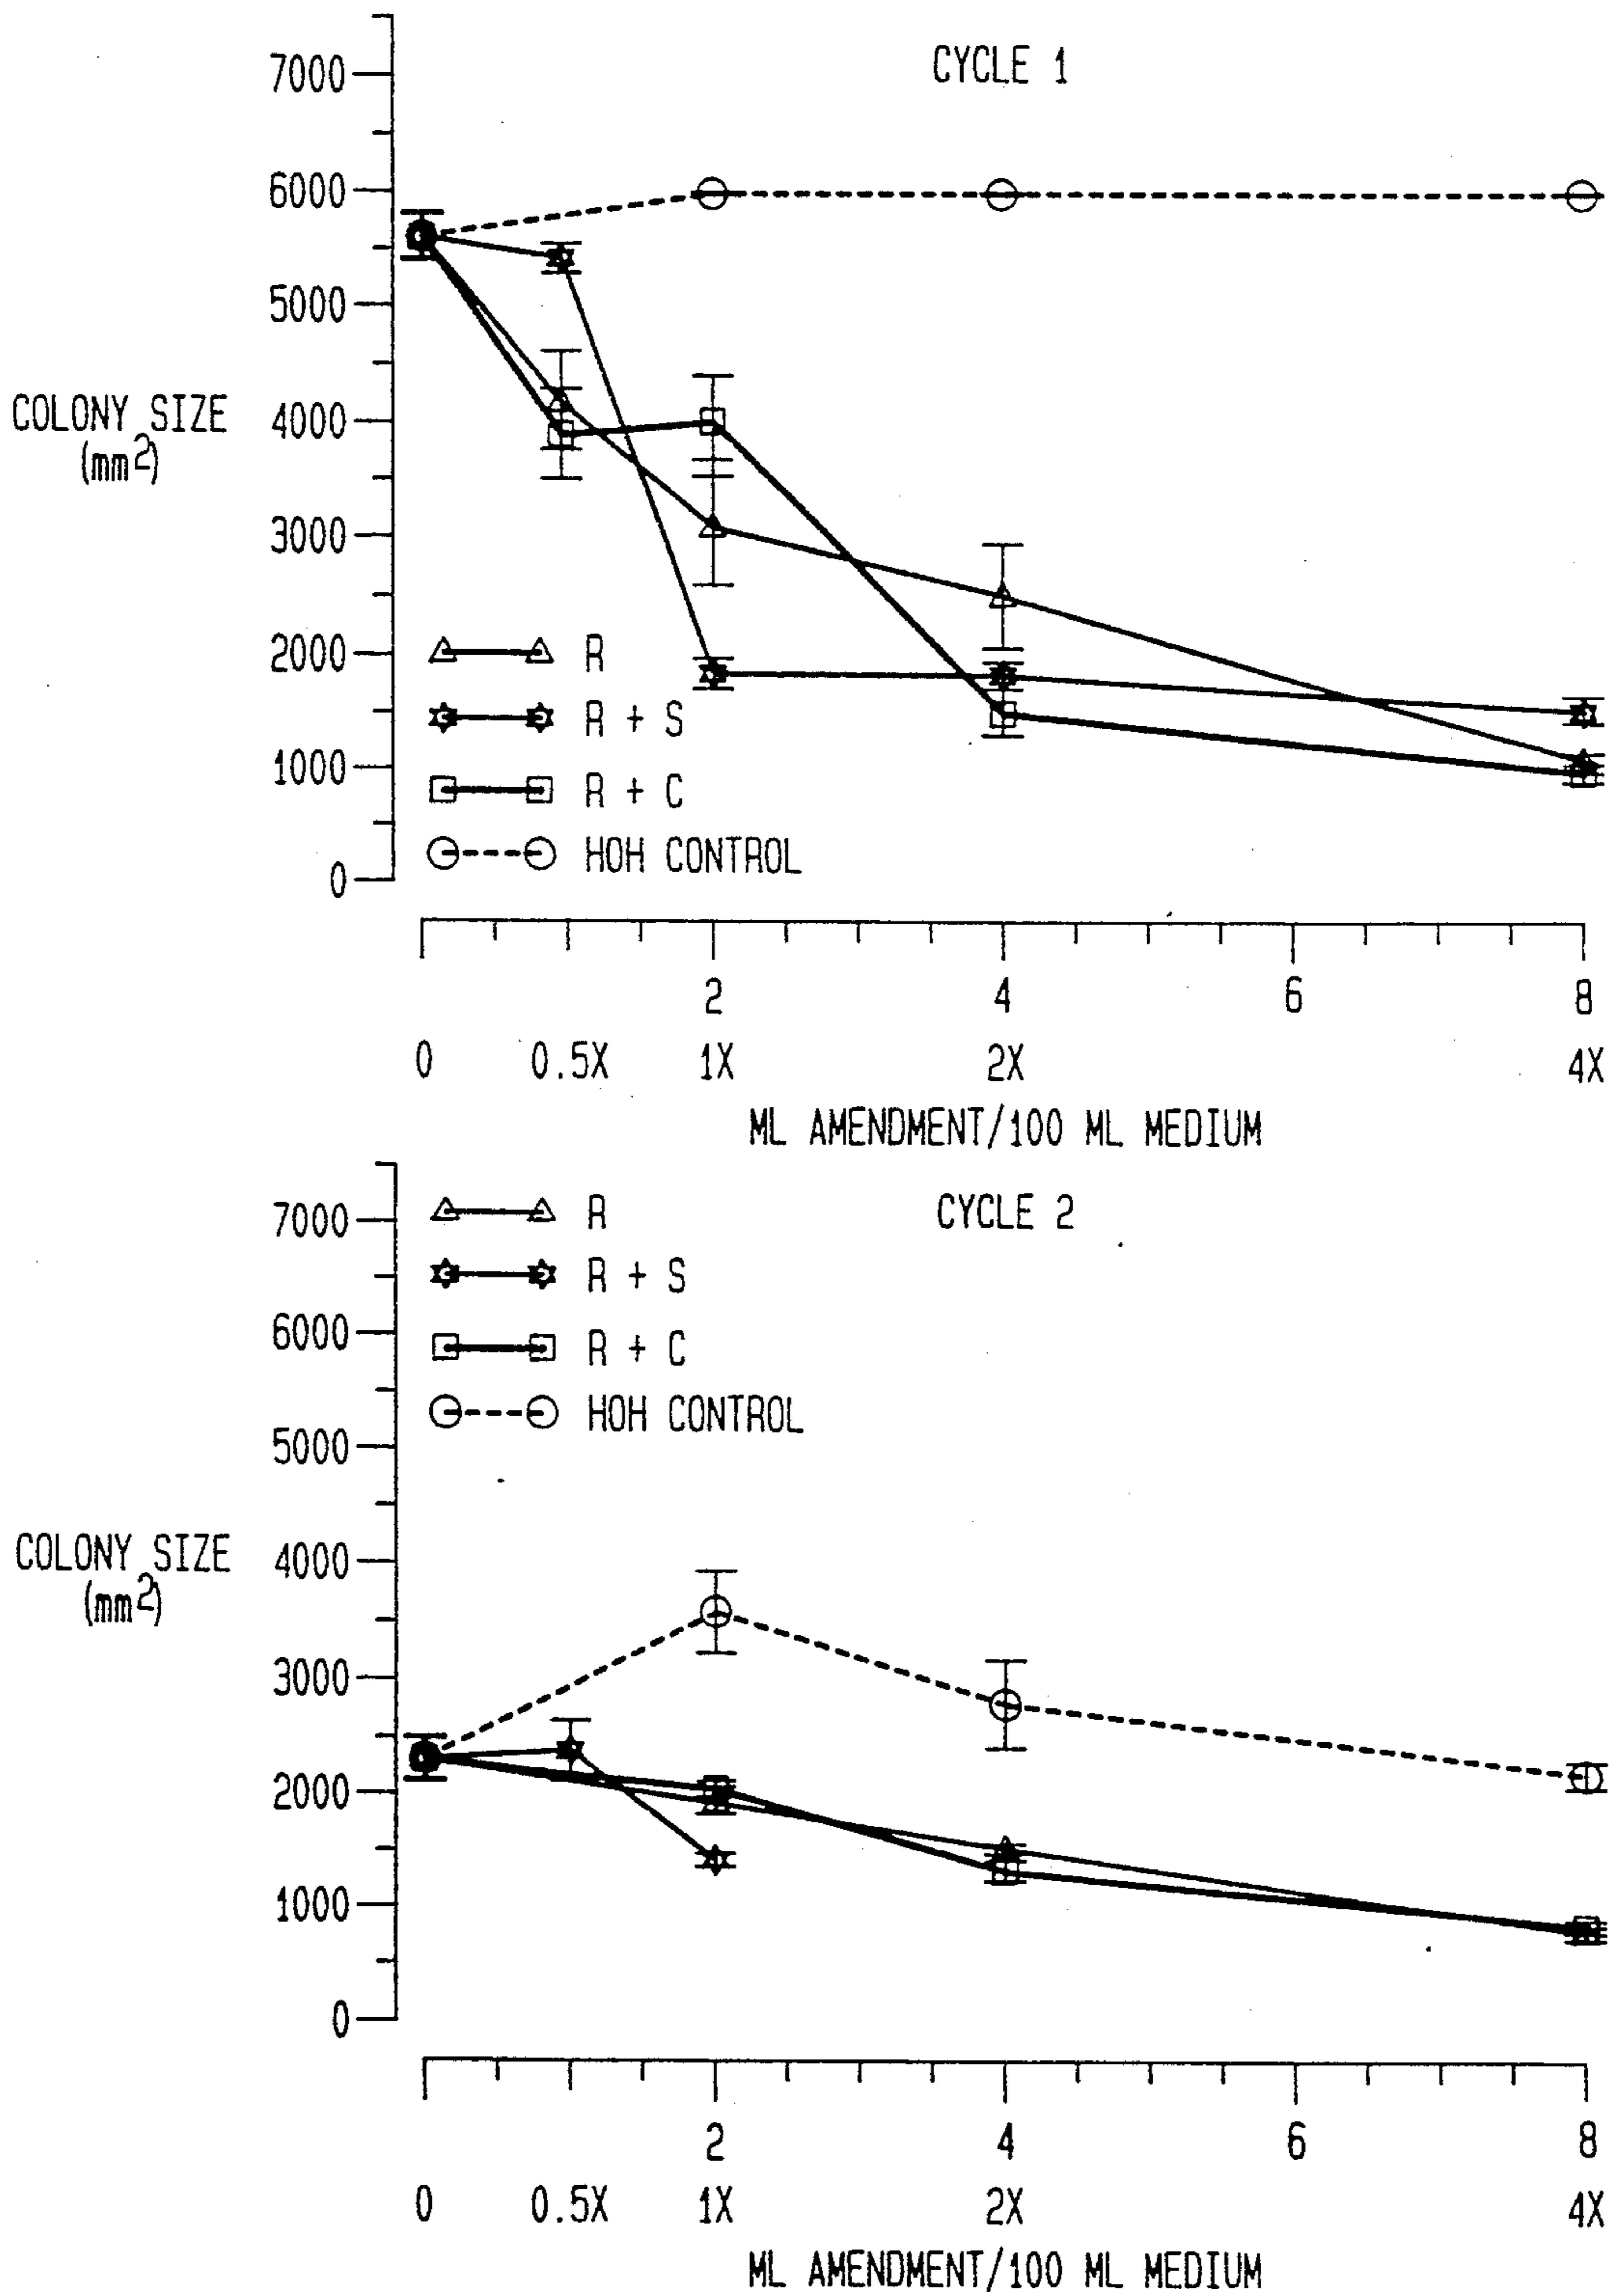 CYCLE 1
7000
6000
5000
4000
3000
2000
1000
0
COLONY SIZE
(mm2)
R
R + S
R + C
HOH CONTROL
2 4 6 8
0 0.5X 1X 2X 4X
ML AMENDMENT/100 ML MEDIUM
CYCLE 2
7000
6000
5000
4000
3000
2000
1000
0
COLONY SIZE
(mm2)
R
R + S
R + C
HOH CONTROL
2 4 6 8
0 0.5X 1X 2X 4X
ML AMENDMENT/100 ML MEDIUM